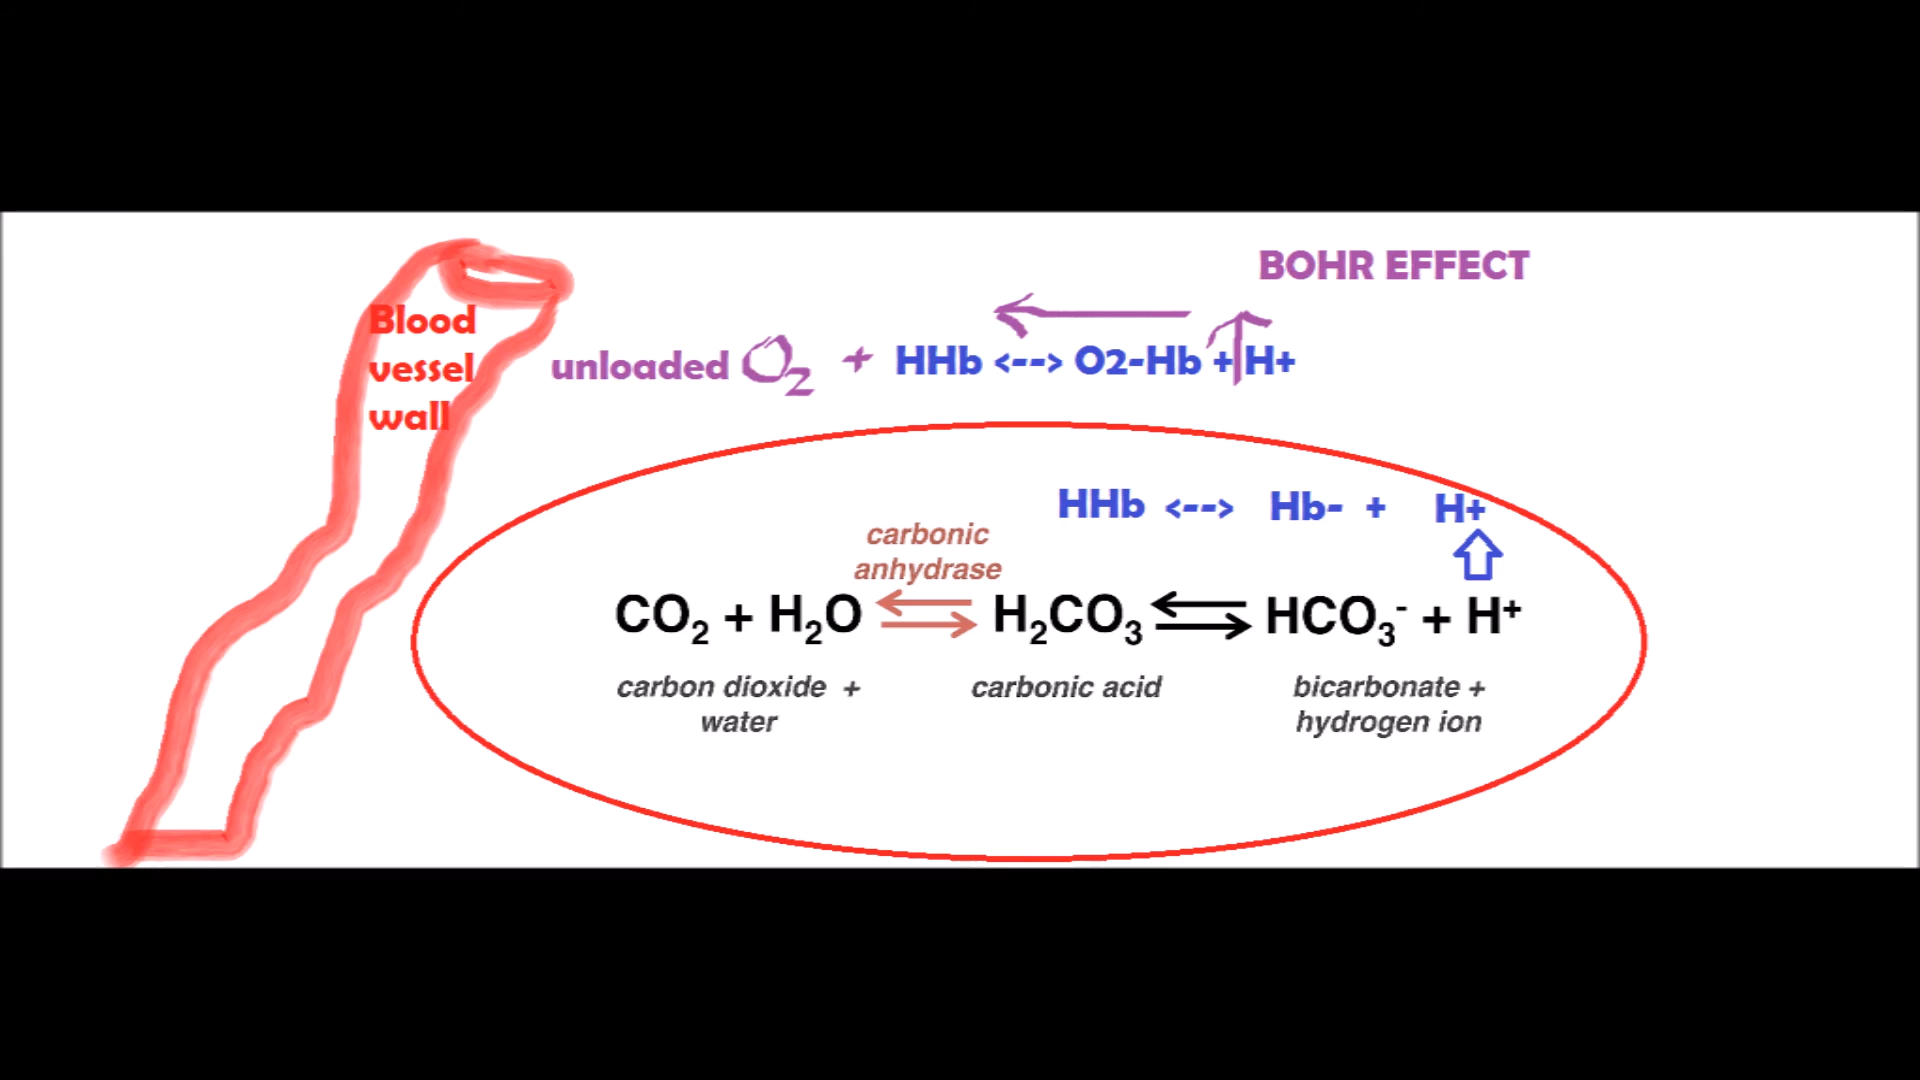 BOHR EFFECT
Blood
vessel
wall
unloaded O₂ + HHb <--> O2-Hb + ↑ H+
HHb <--> Hb- + H+
carbonic
anhydrase
CO₂ + H₂O ⇄ H₂CO₃ ⇄ HCO₃⁻ + H⁺
carbon dioxide +
water
carbonic acid
bicarbonate +
hydrogen ion